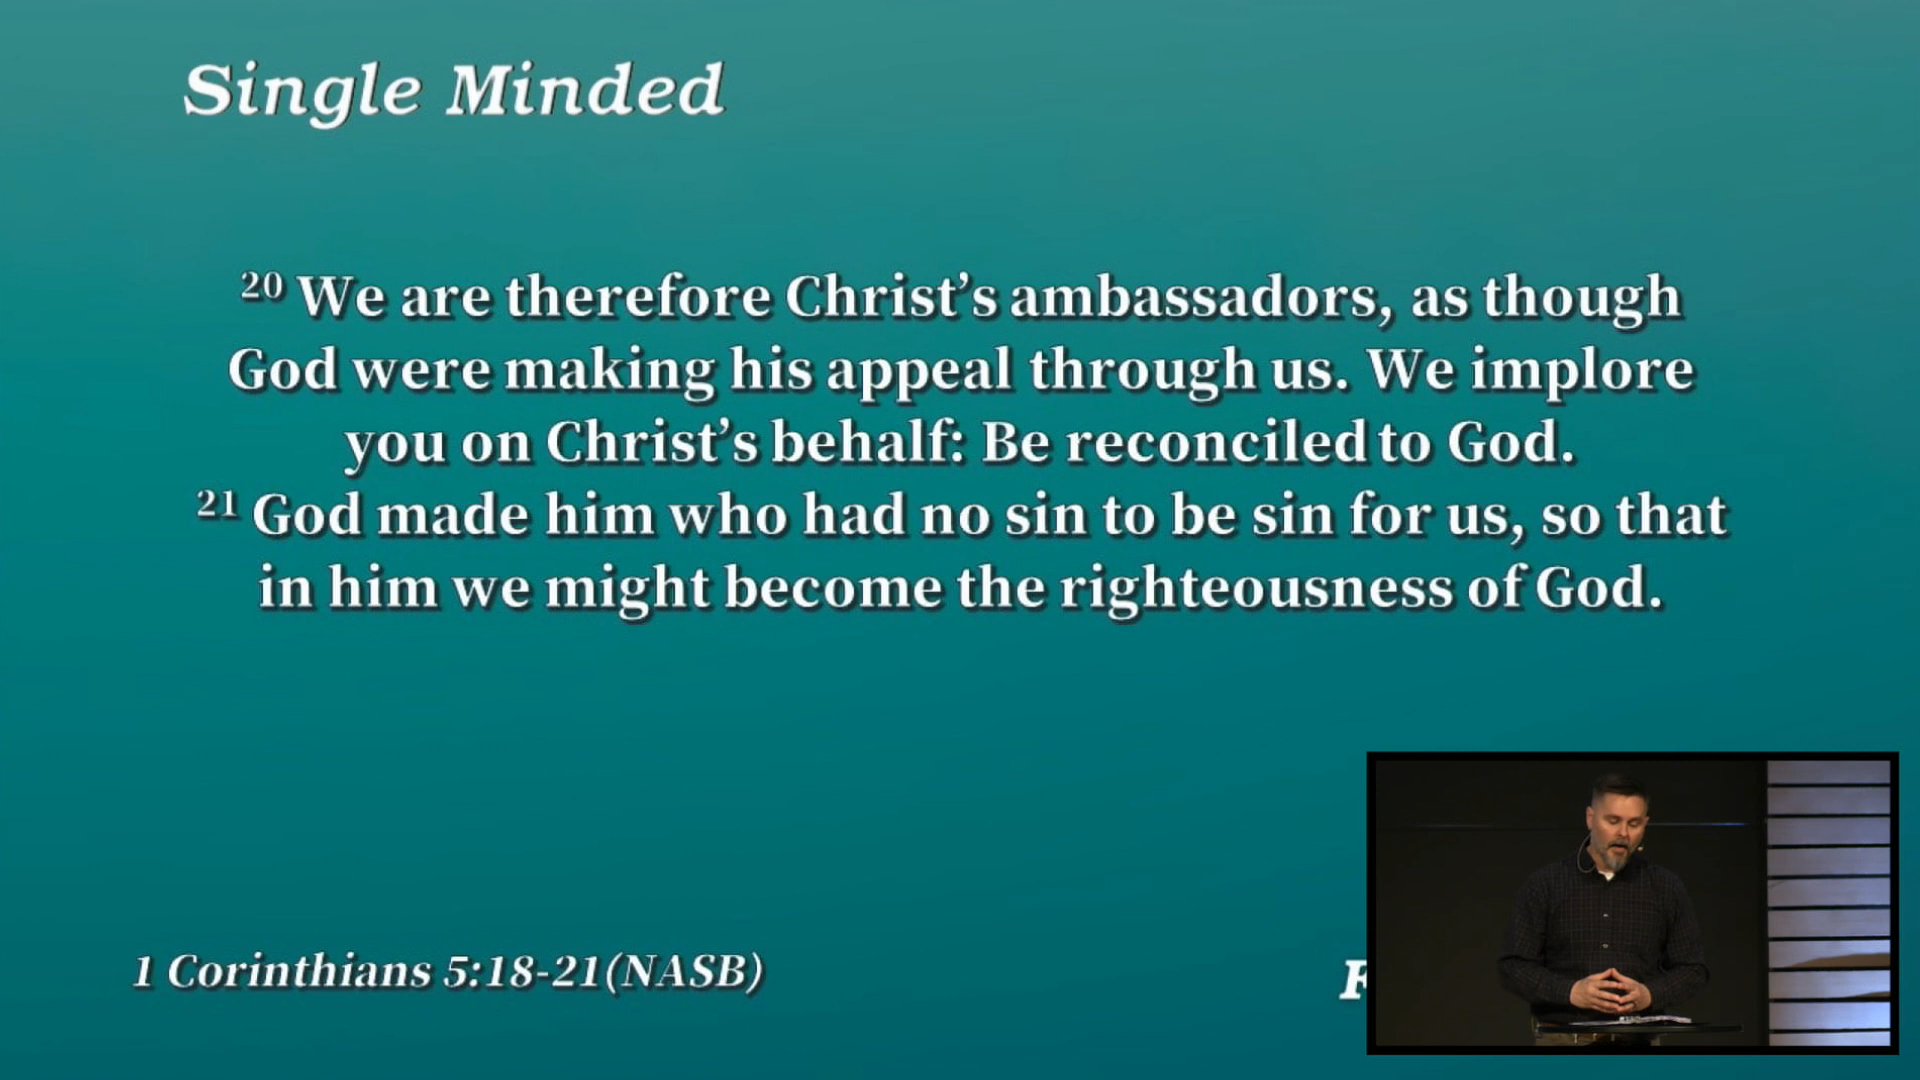 Single Minded
20 We are therefore Christ’s ambassadors, as though
God were making his appeal through us. We implore
you on Christ’s behalf: Be reconciled to God.
21 God made him who had no sin to be sin for us, so that
in him we might become the righteousness of God.
1 Corinthians 5:18-21(NASB)